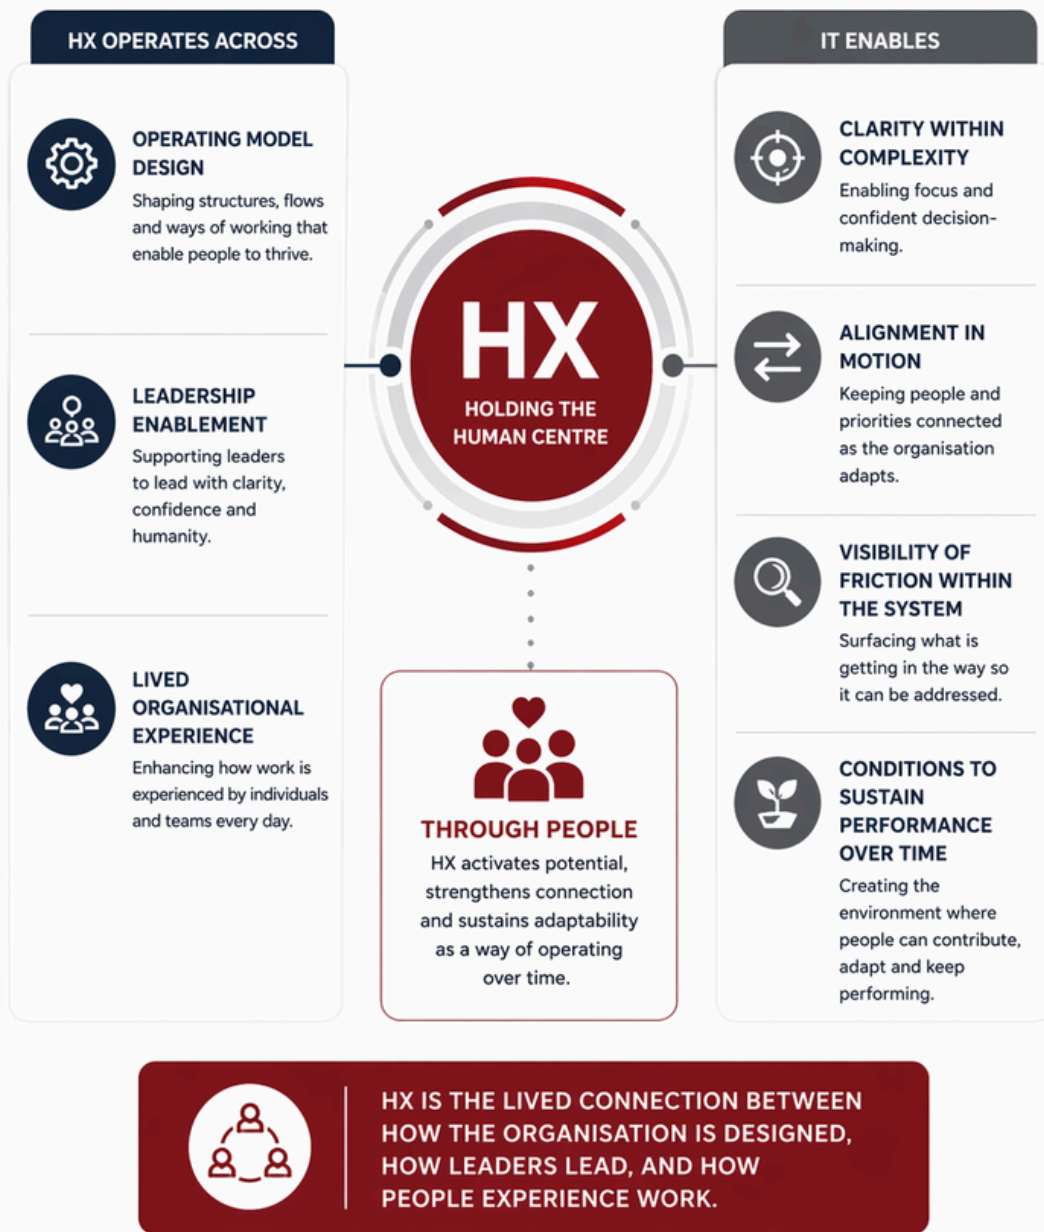 HX OPERATES ACROSS
OPERATING MODEL
DESIGN
Shaping structures, flows
and ways of working that
enable people to thrive.
LEADERSHIP
ENABLEMENT
Supporting leaders
to lead with clarity,
confidence and
humanity.
LIVED
ORGANISATIONAL
EXPERIENCE
Enhancing how work is
experienced by individuals
and teams every day.
HX
HOLDING THE
HUMAN CENTRE
THROUGH PEOPLE
HX activates potential,
strengthens connection
and sustains adaptability
as a way of operating
over time.
IT ENABLES
CLARITY WITHIN
COMPLEXITY
Enabling focus and
confident decision-
making.
ALIGNMENT IN
MOTION
Keeping people and
priorities connected
as the organisation
adapts.
VISIBILITY OF
FRICTION WITHIN
THE SYSTEM
Surfacing what is
getting in the way so
it can be addressed.
CONDITIONS TO
SUSTAIN
PERFORMANCE
OVER TIME
Creating the
environment where
people can contribute,
adapt and keep
performing.
HX IS THE LIVED CONNECTION BETWEEN
HOW THE ORGANISATION IS DESIGNED,
HOW LEADERS LEAD, AND HOW
PEOPLE EXPERIENCE WORK.